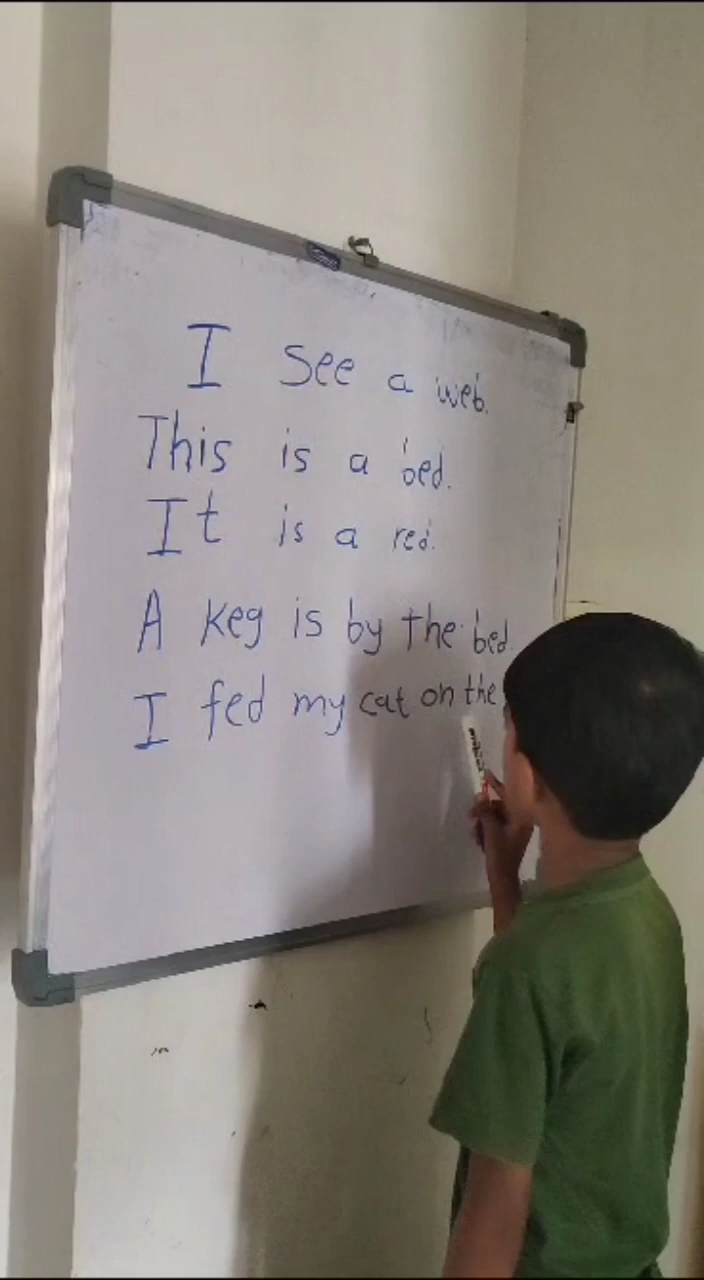 I see a web.
This is a bed.
It is a red.
A keg is by the bed.
I fed my cat on the